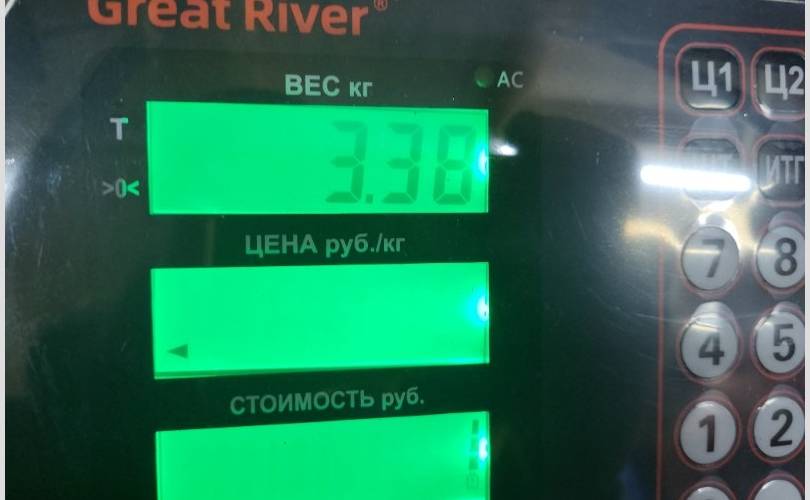 Great River®
ВЕС кг
AC
Ц1
Ц2
T
3.38
>0<
ИТГ
ЦЕНА руб./кг
7
8
4
5
СТОИМОСТЬ руб.
1
2